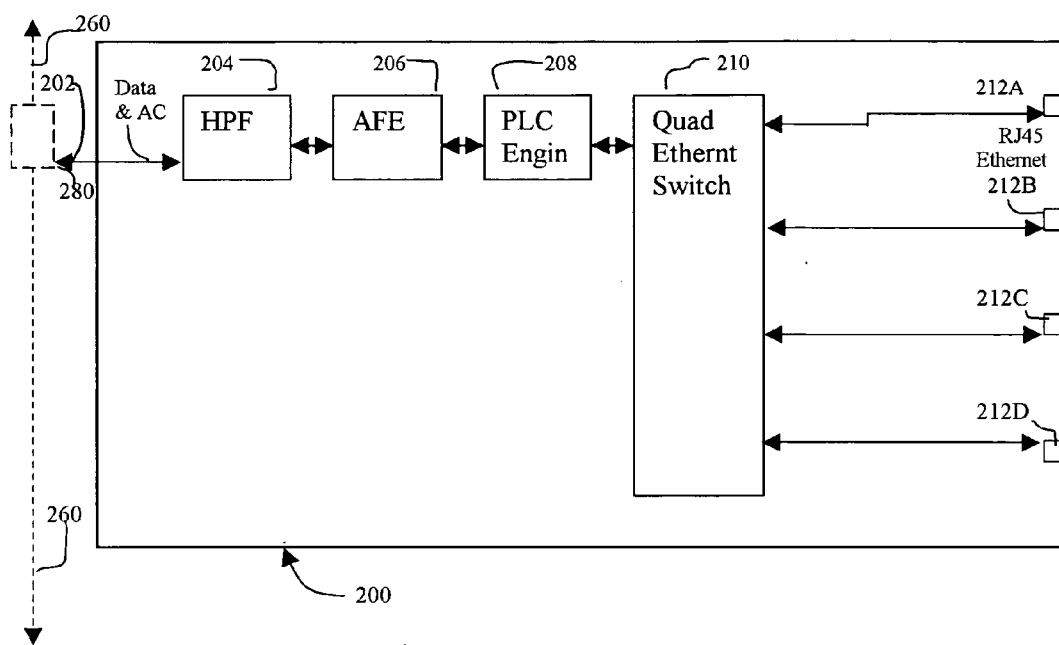 260
202
Data
& AC
204
206
208
210
212A
HPF
AFE
PLC
Engin
Quad
Ethernt
Switch
RJ45
Ethernet
280
212B
212C
212D
260
200